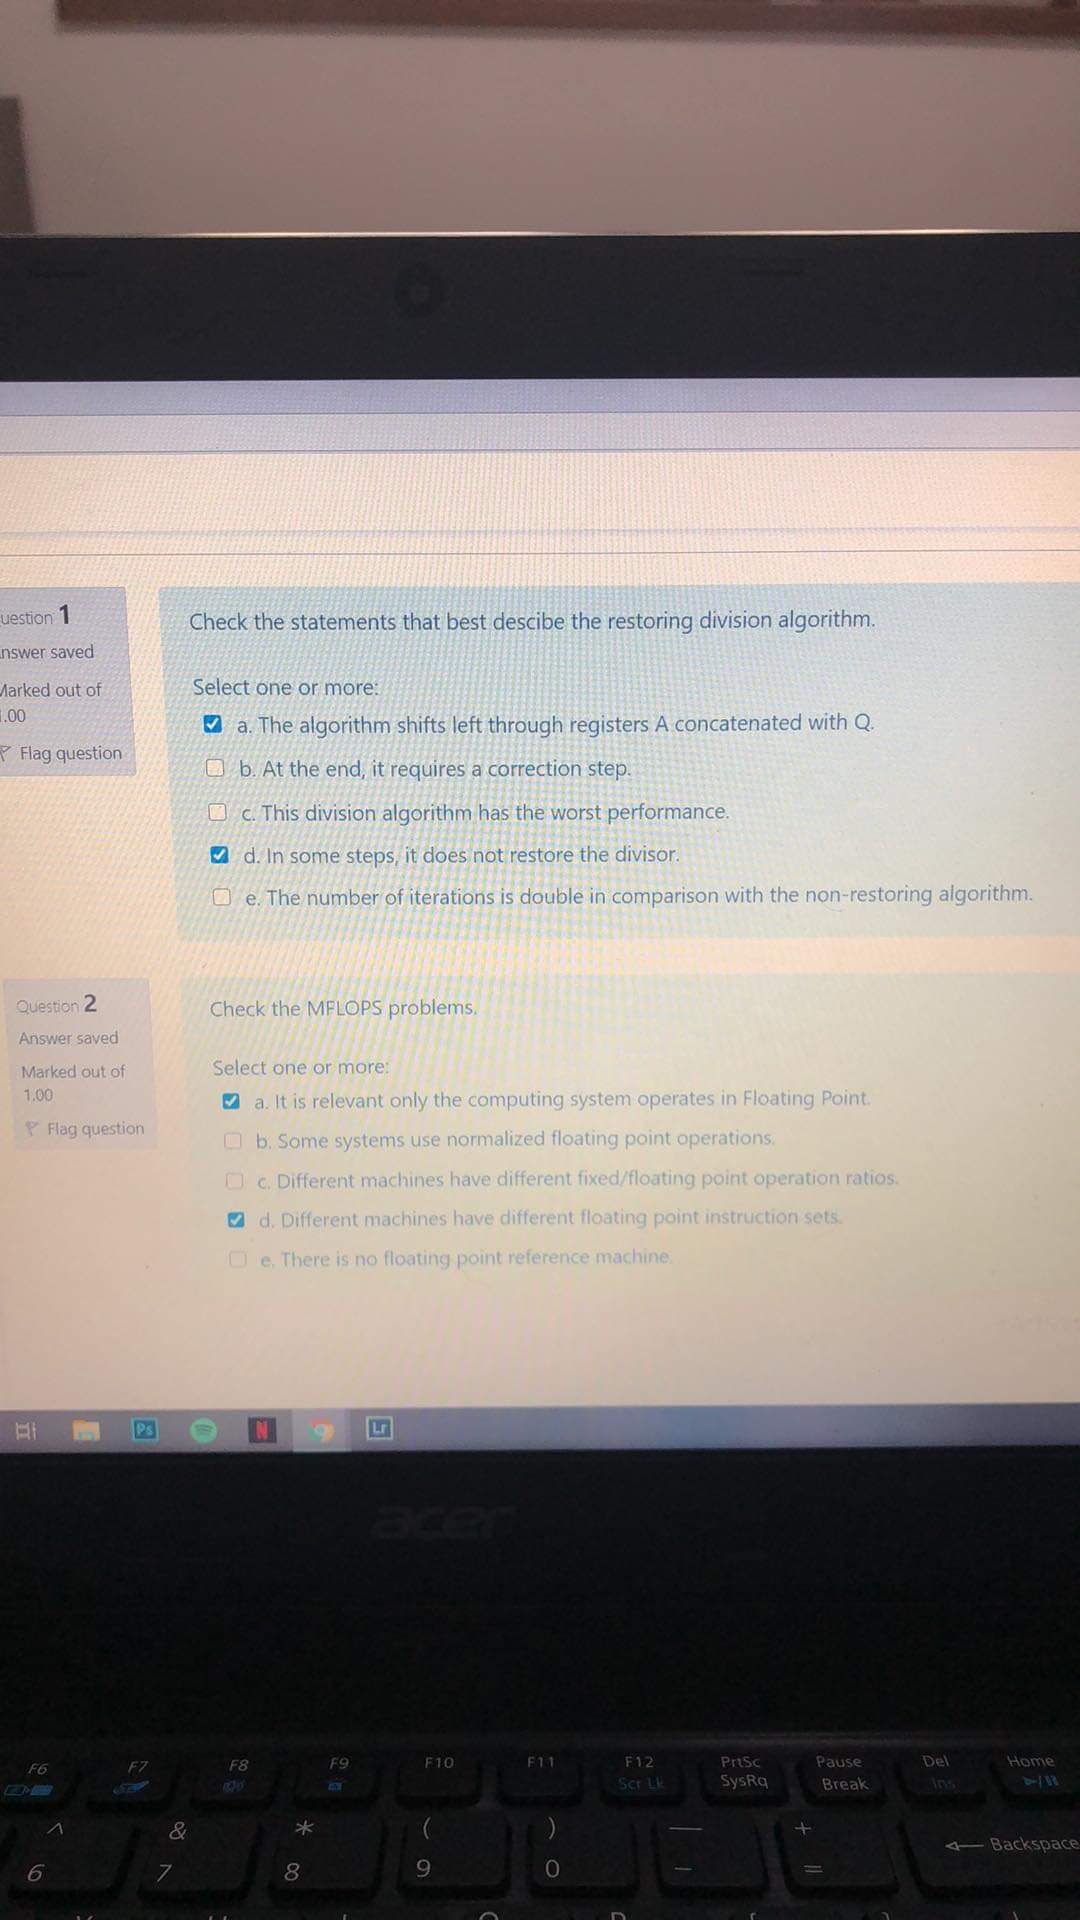 uestion 1
nswer saved
Marked out of
1.00
Flag question
Check the statements that best descibe the restoring division algorithm.
Select one or more:
a. The algorithm shifts left through registers A concatenated with Q.
b. At the end, it requires a correction step.
c. This division algorithm has the worst performance.
d. In some steps, it does not restore the divisor.
e. The number of iterations is double in comparison with the non-restoring algorithm.
Question 2
Answer saved
Marked out of
1.00
Flag question
Check the MFLOPS problems.
Select one or more:
a. It is relevant only the computing system operates in Floating Point.
b. Some systems use normalized floating point operations.
c. Different machines have different fixed/floating point operation ratios.
d. Different machines have different floating point instruction sets.
e. There is no floating point reference machine.
Ps
N
Lr
acer
F6 F7 F8 F9 F10 F11 F12 PrtSc Pause Del Home
Scr Lk SysRq Break Ins
^ & * ( ) — + Backspace
6 7 8 9 0 - =